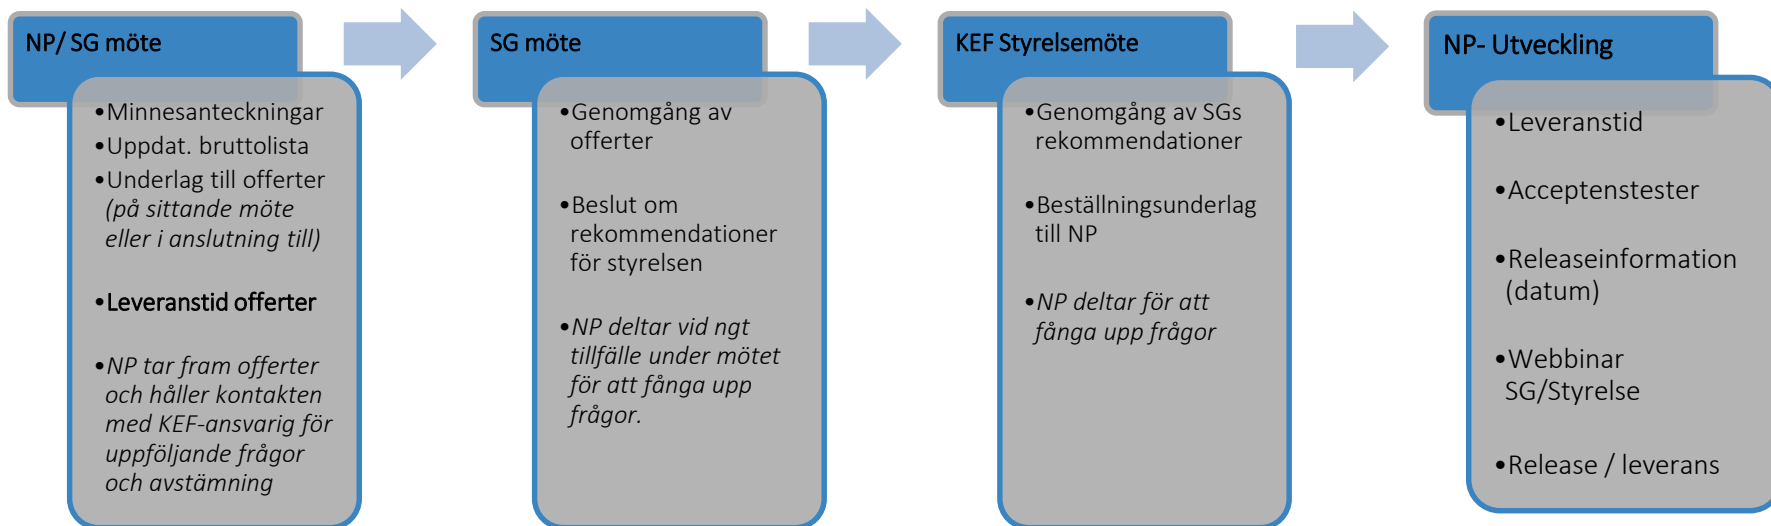 NP/ SG möte
•Minnesanteckningar
•Uppdat. bruttolista
•Underlag till offerter
(på sittande möte
eller i anslutning till)
•Leveranstid offerter
•NP tar fram offerter
och håller kontakten
med KEF-ansvarig för
uppföljande frågor
och avstämning
SG möte
•Genomgång av
offerter
•Beslut om
rekommendationer
för styrelsen
•NP deltar vid ngt
tillfälle under mötet
för att fånga upp
frågor.
KEF Styrelsemöte
•Genomgång av SGs
rekommendationer
•Beställningsunderlag
till NP
•NP deltar för att
fånga upp frågor
NP- Utveckling
•Leveranstid
•Acceptenstester
•Releaseinformation
(datum)
•Webbinar
SG/Styrelse
•Release / leverans